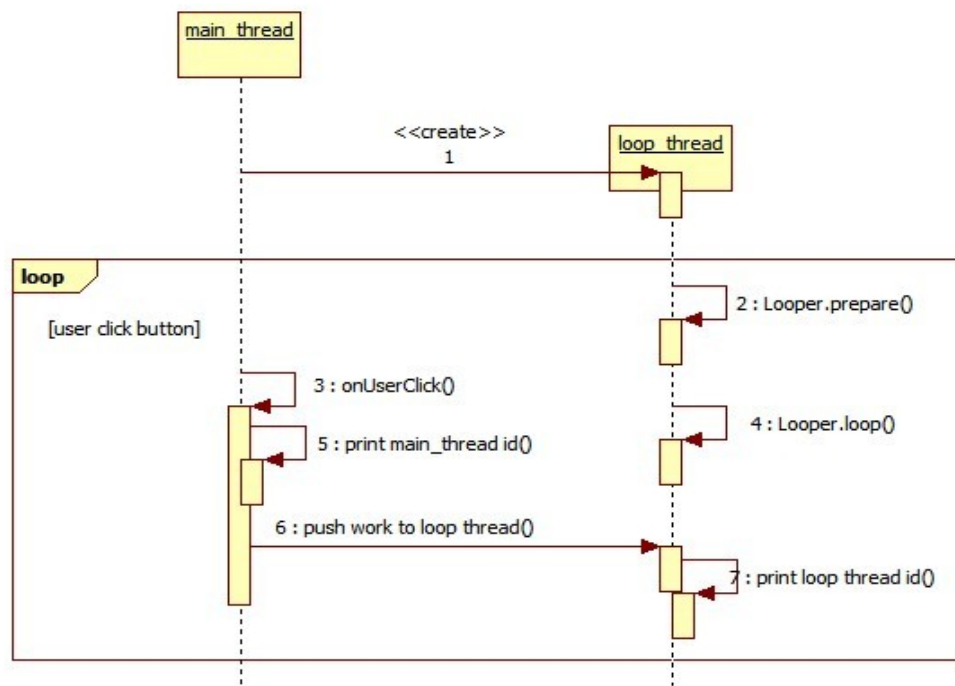 main_thread
<<create>>
1
loop_thread
loop
2 : Looper.prepare()
[user click button]
3 : onUserClick()
4 : Looper.loop()
5 : print main_thread id()
6 : push work to loop thread()
7 : print loop thread id()